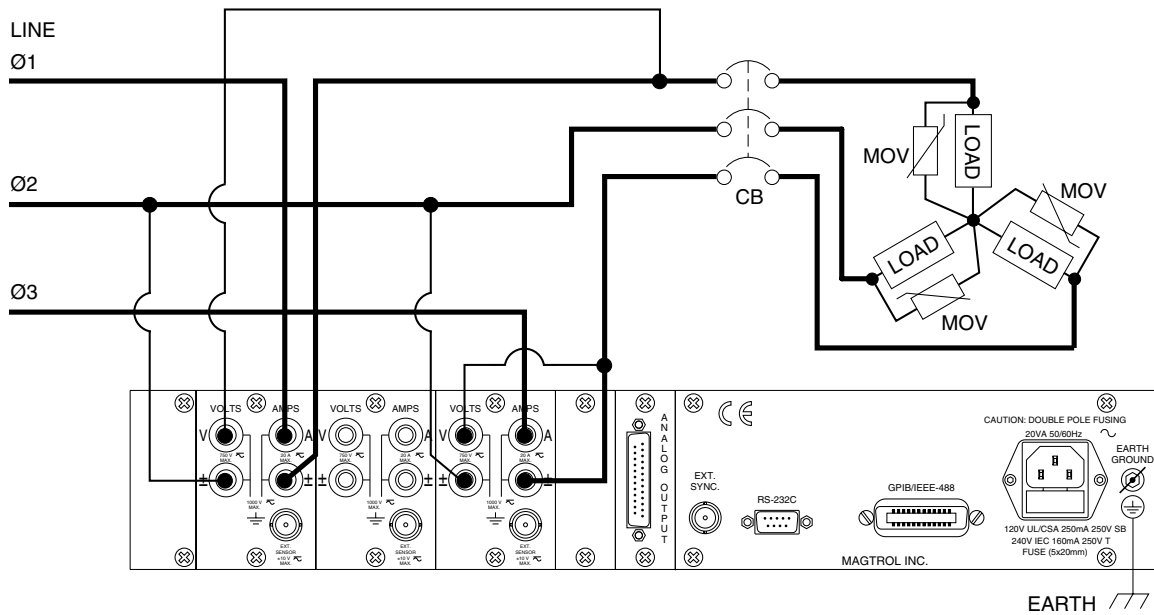 LINE
Ø1
Ø2
Ø3
CB
MOV
LOAD
MOV
LOAD
LOAD
MOV
VOLTS AMPS
V A
750 V MAX.
20 A MAX.
± ±
1000 V MAX.
EXT. SENSOR ±10 V MAX.
VOLTS AMPS
V A
750 V MAX.
20 A MAX.
± ±
1000 V MAX.
EXT. SENSOR ±10 V MAX.
VOLTS AMPS
V A
750 V MAX.
20 A MAX.
± ±
1000 V MAX.
EXT. SENSOR ±10 V MAX.
ANALOG OUTPUT
CE
EXT.
SYNC.
RS-232C
GPIB/IEEE-488
MAGTROL INC.
CAUTION: DOUBLE POLE FUSING
20VA 50/60Hz
120V UL/CSA 250mA 250V SB
240V IEC 160mA 250V T
FUSE (5x20mm)
EARTH
GROUND
EARTH